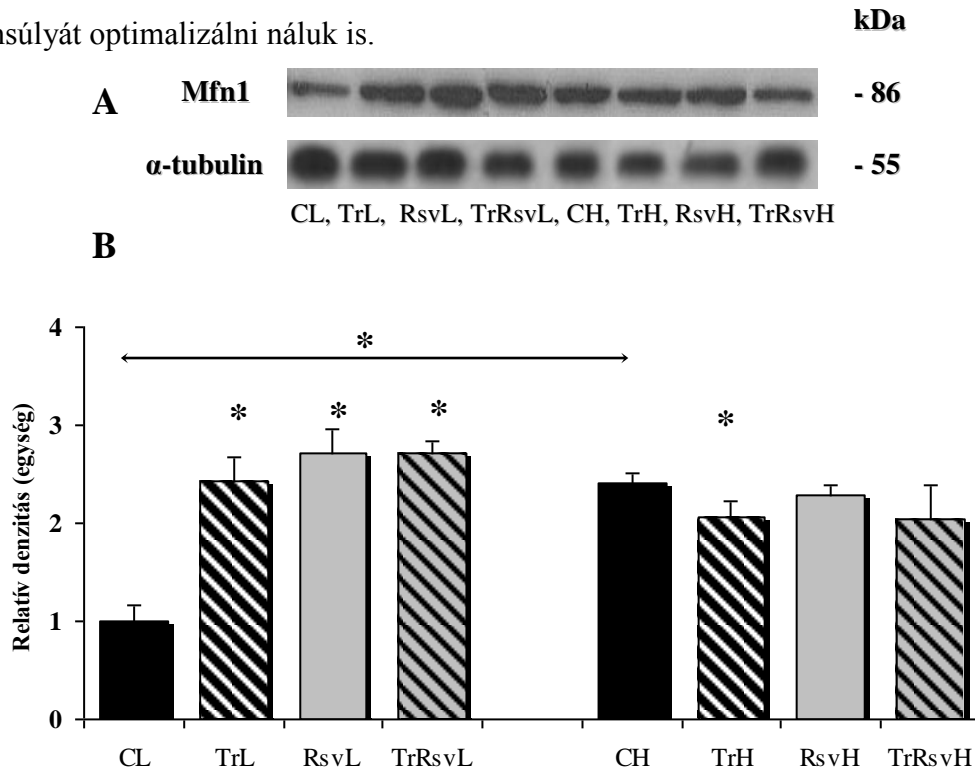 nsúlyát optimalizálni náluk is.
kDa
A Mfn1 - 86
α-tubulin - 55
CL, TrL, RsvL, TrRsvL, CH, TrH, RsvH, TrRsvH
B
Relatív denzitás (egység)
4
*
3
* * * *
2
1
0
CL TrL RsvL TrRsvL CH TrH RsvH TrRsvH